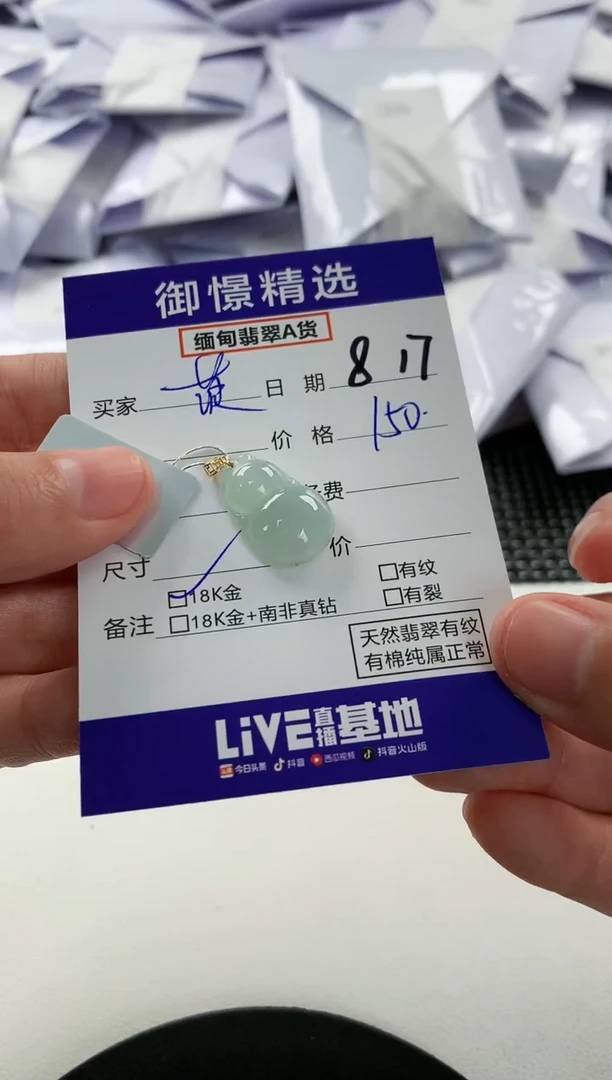 御憬精选
缅甸翡翠A货
买家 日期 8 17
价格 150.
费
价
尺寸
18K金 有纹
备注 18K金+南非真钻 有裂
天然翡翠有纹
有棉纯属正常
LiVE直播基地
今日头条 抖音 西瓜视频 抖音火山版